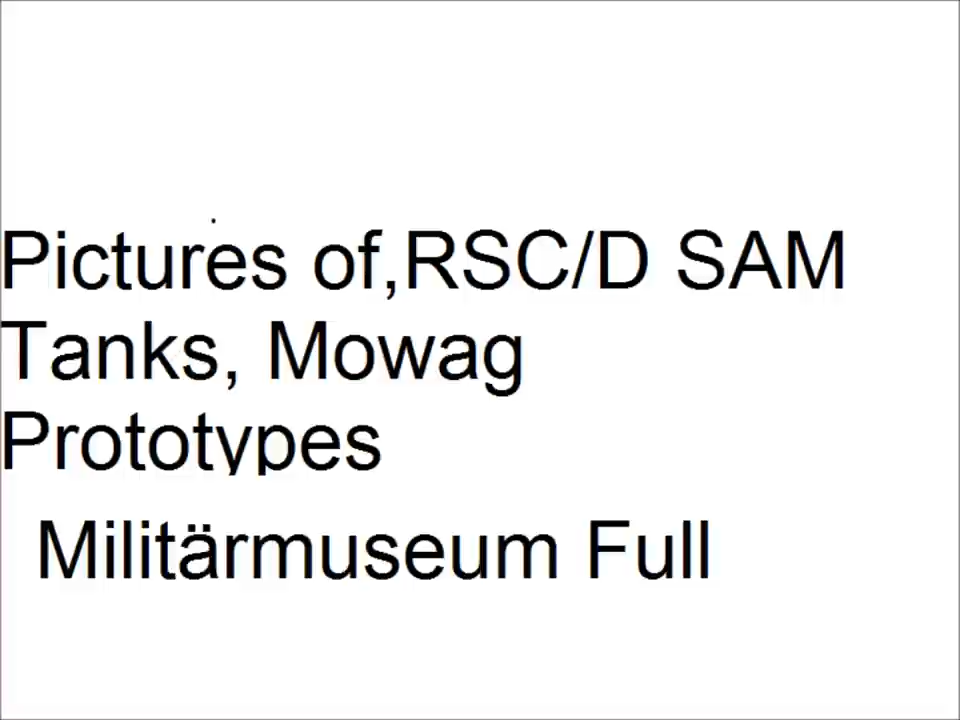 Pictures of,RSC/D SAM
Tanks, Mowag
Prototypes
Militärmuseum Full